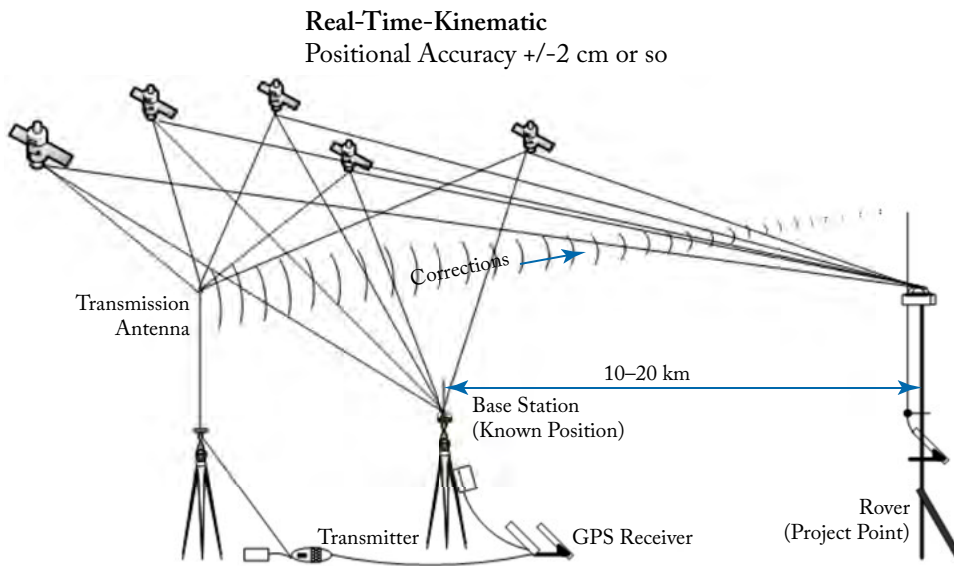 Real-Time-Kinematic
Positional Accuracy +/-2 cm or so
Corrections
Transmission
Antenna
10–20 km
Base Station
(Known Position)
Rover
(Project Point)
Transmitter
GPS Receiver